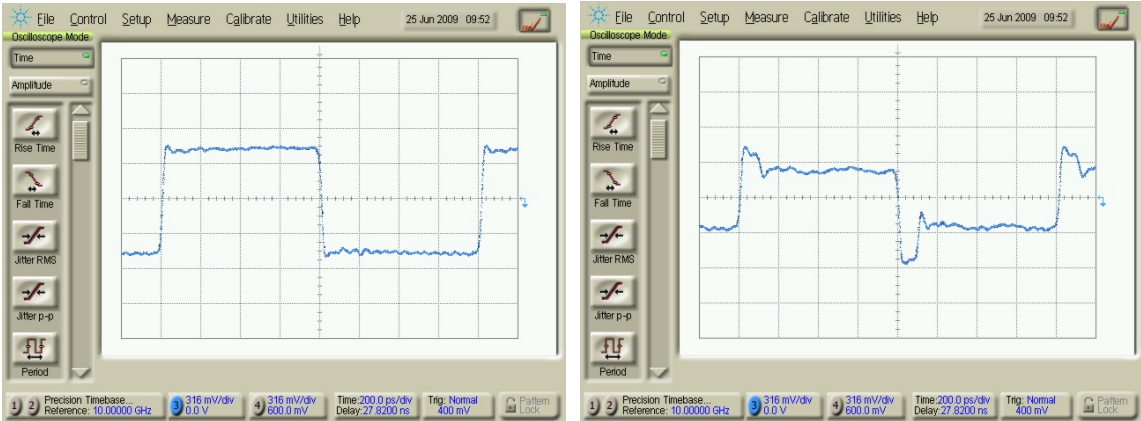 File Control Setup Measure Calibrate Utilities Help 25 Jun 2009 09:52
Oscilloscope Mode
Time
Amplitude
Rise Time
Fall Time
Jitter RMS
Jitter p-p
Period
1 2 Precision Timebase... 3 316 mV/div 4 316 mV/div Time:200.0 ps/div Trig: Normal Pattern
Reference: 10.00000 GHz 0.0 V 600.0 mV Delay:27.8200 ns 400 mV Lock
File Control Setup Measure Calibrate Utilities Help 25 Jun 2009 09:52
Oscilloscope Mode
Time
Amplitude
Rise Time
Fall Time
Jitter RMS
Jitter p-p
Period
1 2 Precision Timebase... 3 316 mV/div 4 316 mV/div Time:200.0 ps/div Trig: Normal Pattern
Reference: 10.00000 GHz 0.0 V 600.0 mV Delay:27.8200 ns 400 mV Lock